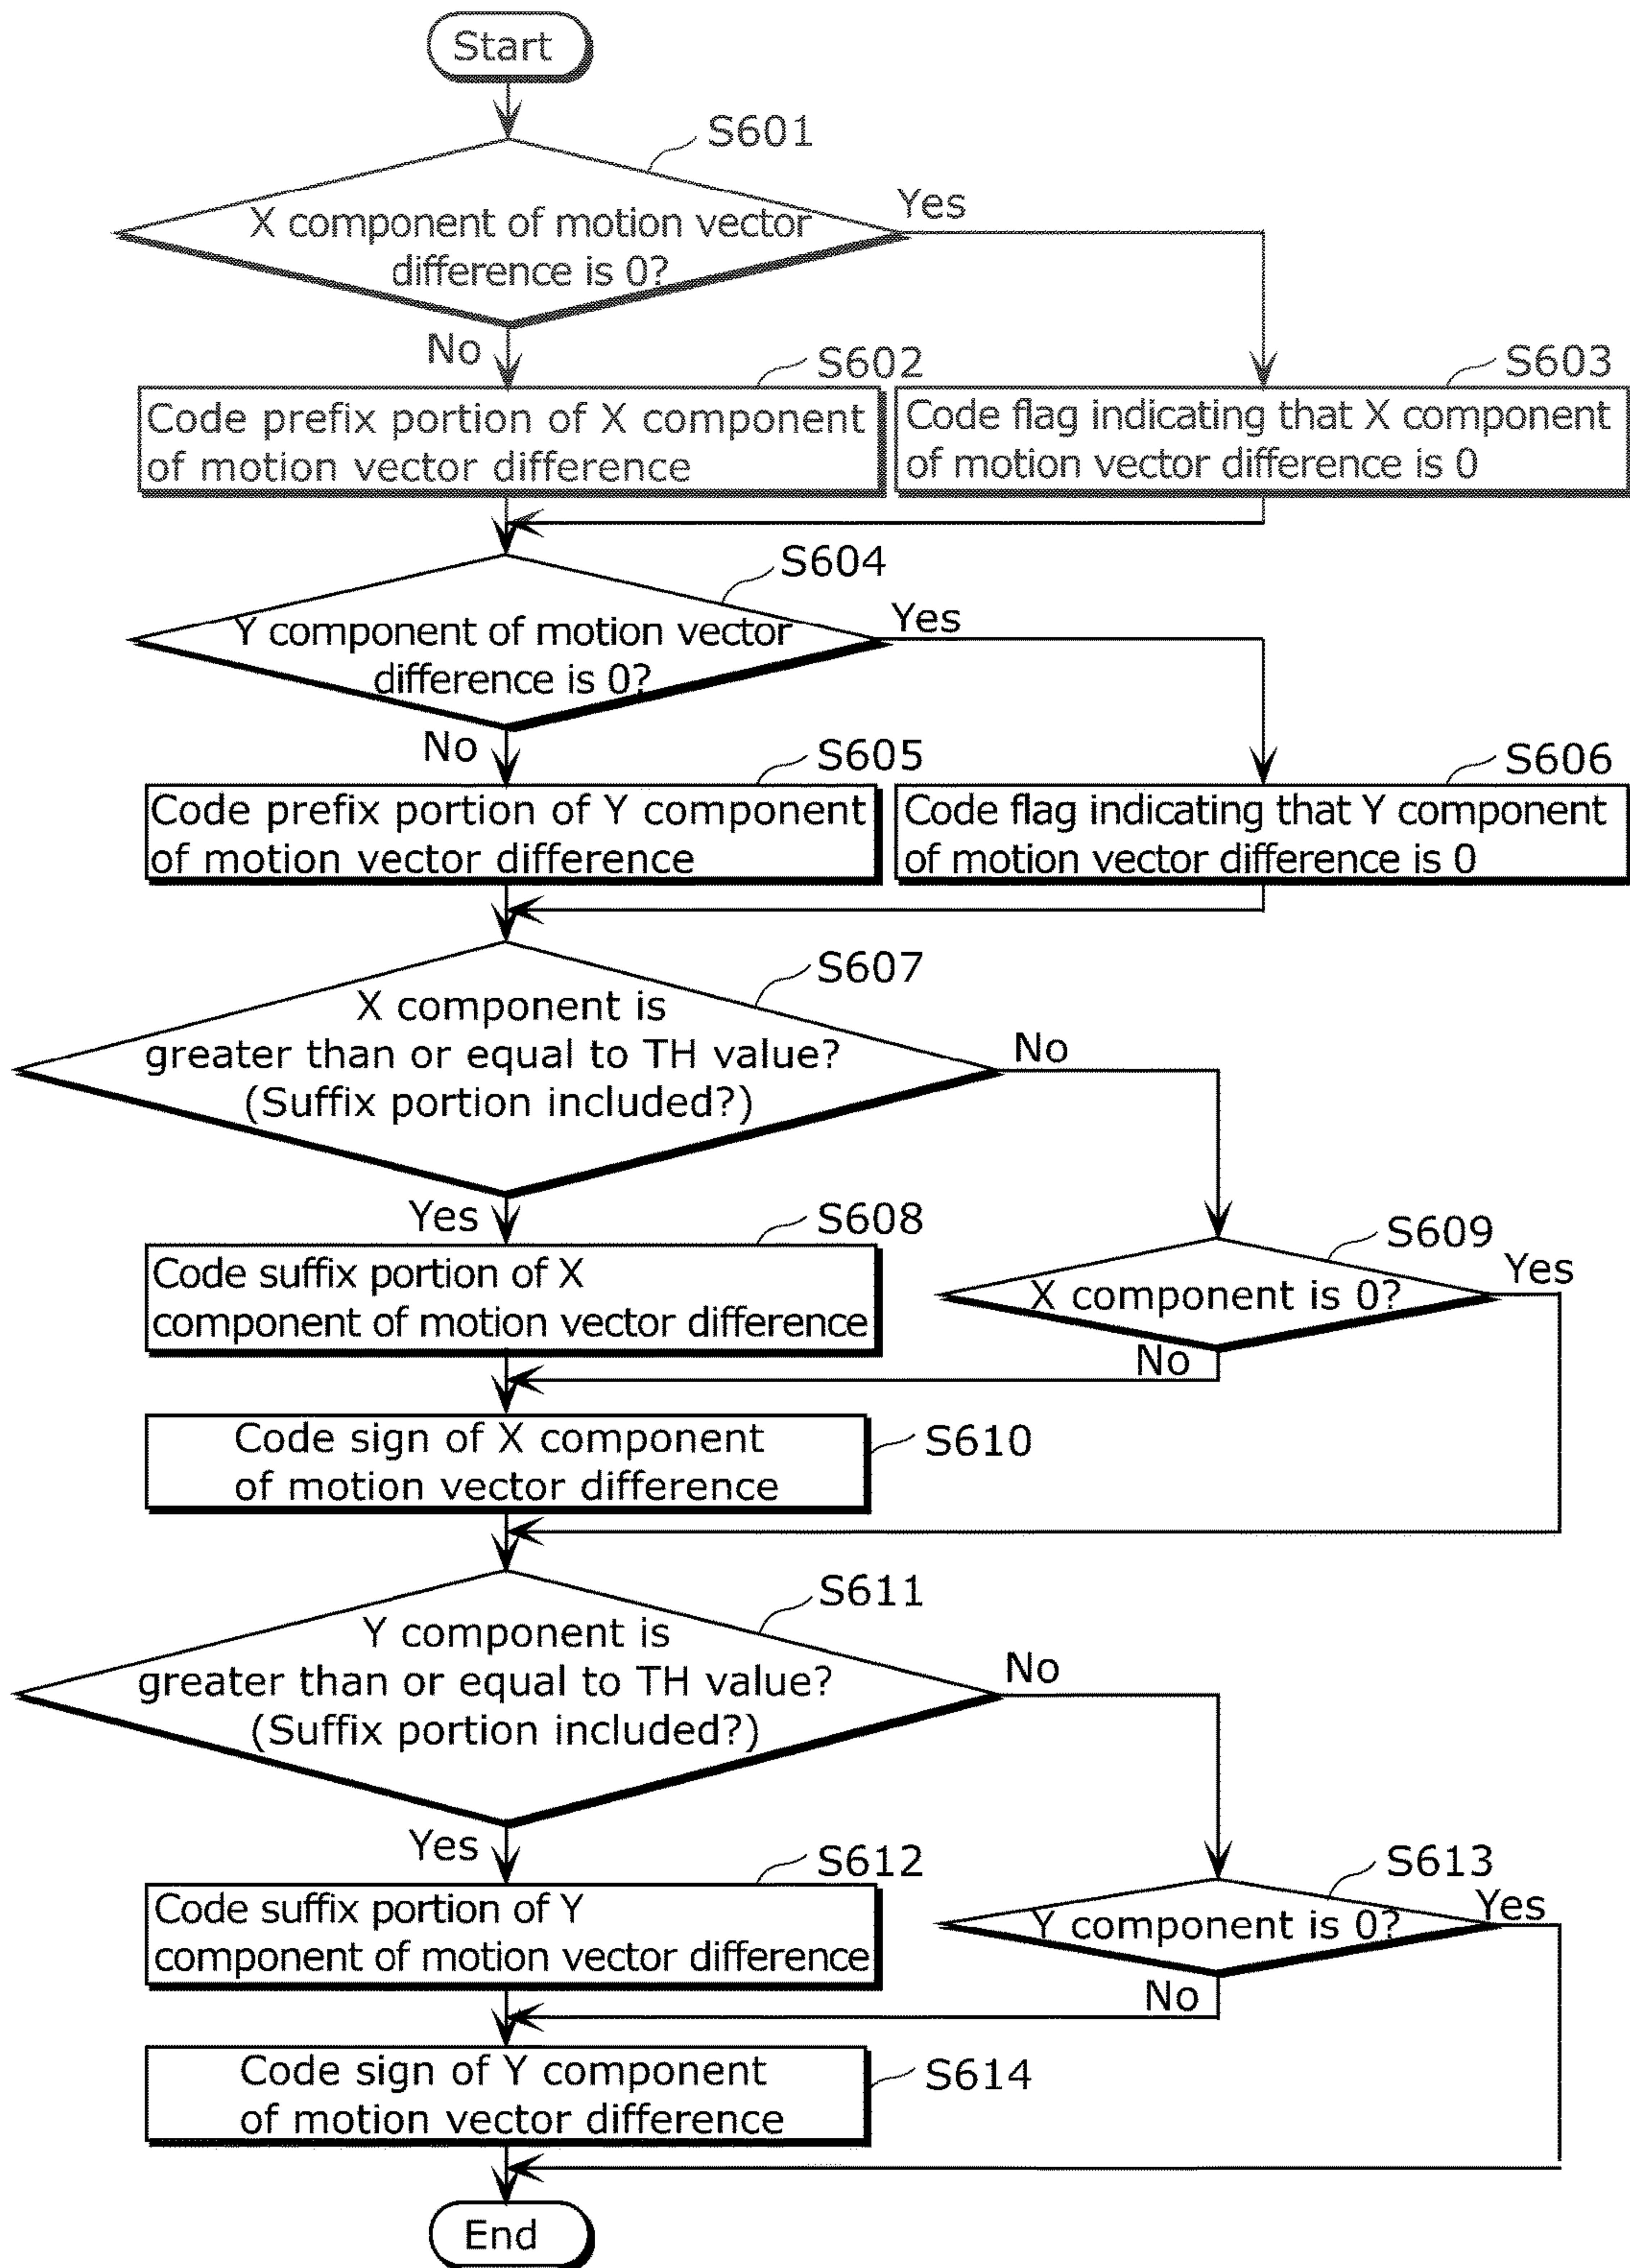 Start
S601
X component of motion vector
difference is 0?
Yes
No
S602
S603
Code prefix portion of X component
of motion vector difference
Code flag indicating that X component
of motion vector difference is 0
S604
Y component of motion vector
difference is 0?
Yes
No
S605
S606
Code prefix portion of Y component
of motion vector difference
Code flag indicating that Y component
of motion vector difference is 0
S607
X component is
greater than or equal to TH value?
(Suffix portion included?)
No
Yes
S608
S609
Code suffix portion of X
component of motion vector difference
X component is 0?
Yes
No
Code sign of X component
of motion vector difference
S610
S611
Y component is
greater than or equal to TH value?
(Suffix portion included?)
No
Yes
S612
S613
Code suffix portion of Y
component of motion vector difference
Y component is 0?
Yes
No
Code sign of Y component
of motion vector difference
S614
End